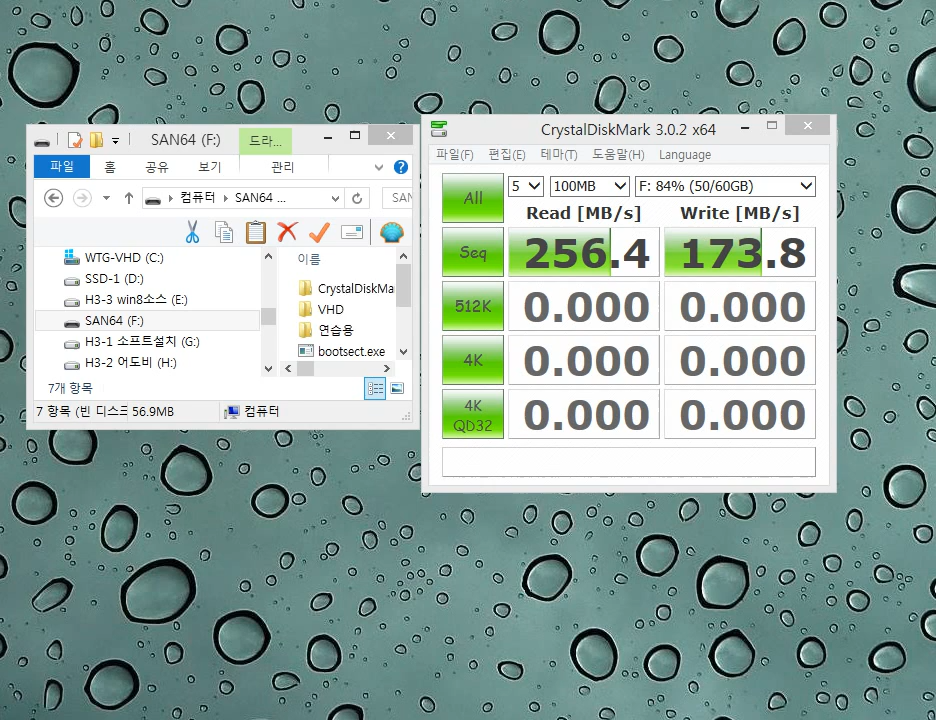 SAN64 (F:)
드라...
파일
홈
공유
보기
관리
컴퓨터
SAN64 ...
SAN
WTG-VHD (C:)
SSD-1 (D:)
H3-3 win8소스 (E:)
SAN64 (F:)
H3-1 소프트설치 (G:)
H3-2 어도비 (H:)
이름
CrystalDiskMa
VHD
연습용
bootsect.exe
7개 항목
7 항목 (빈 디스크 56.9MB
컴퓨터
CrystalDiskMark 3.0.2 x64
파일(F) 편집(E) 테마(T) 도움말(H) Language
All
5
100MB
F: 84% (50/60GB)
Read [MB/s] Write [MB/s]
Seq 256.4 173.8
512K 0.000 0.000
4K 0.000 0.000
4K
QD32
0.000 0.000